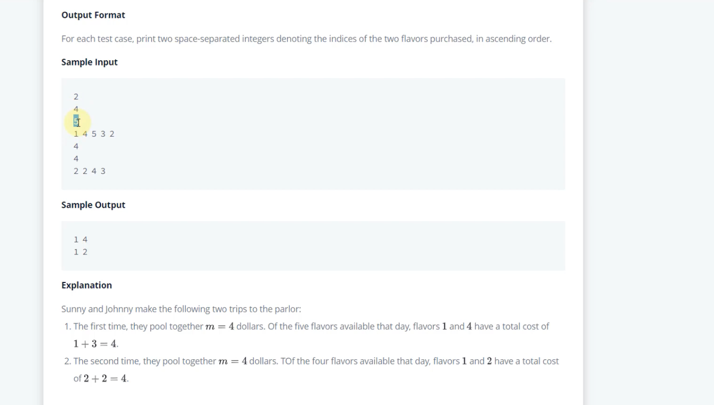 Output Format
For each test case, print two space-separated integers denoting the indices of the two flavors purchased, in ascending order.
Sample Input
2
4
5
1 4 5 3 2
4
4
2 2 4 3
Sample Output
1 4
1 2
Explanation
Sunny and Johnny make the following two trips to the parlor:
1. The first time, they pool together m = 4 dollars. Of the five flavors available that day, flavors 1 and 4 have a total cost of
1 + 3 = 4.
2. The second time, they pool together m = 4 dollars. TOf the four flavors available that day, flavors 1 and 2 have a total cost
of 2 + 2 = 4.